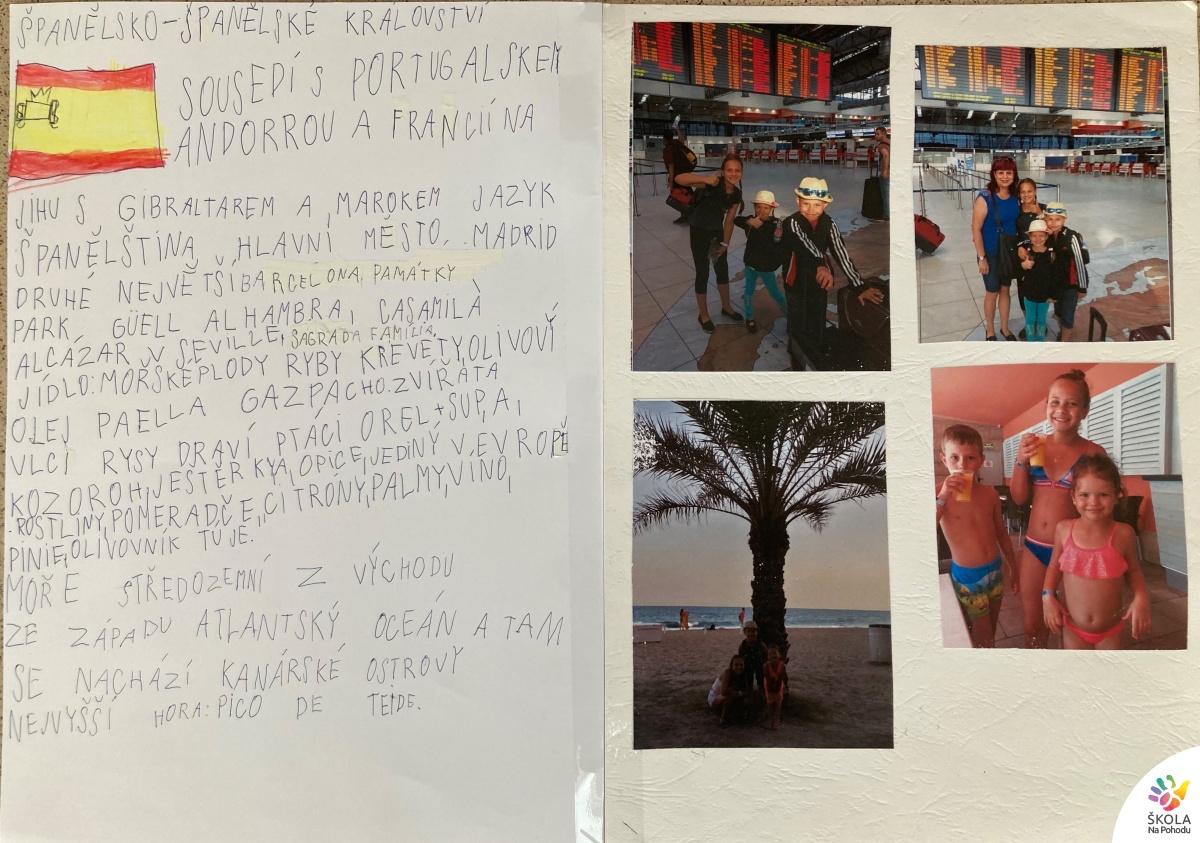 ŠPANĚLSKO-ŠPANĚLSKÉ KRÁLOVSTVÍ
SOUSEDÍ S PORTUGALSKEM
ANDORROU A FRANCIÍ NA
JIHU S GIBRALTAREM A MAROKEM JAZYK
ŠPANĚLŠTINA, HLAVNÍ MĚSTO, MADRID
DRUHÉ NEJVĚTŠÍ BARCELONA, PAMÁTKY
PARK GÜELL ALHAMBRA, CASAMILÀ
ALCÁZAR V SEVILLE, SAGRADA FAMILIA,
JÍDLO: MOŘSKÉ PLODY RYBY KREVETY, OLIVOVÝ
OLEJ PAELLA GAZPACHO. ZVÍŘATA
VLCI RYSY DRAVÍ PTÁCI OREL + SUP, A,
KOZOROH, JEŠTĚRKY A, OPICE, JEDINÝ V EVROPĚ
ROSTLINY, POMERADČE, CITRÓNY, PALMY, VÍNO,
PINIE, OLIVOVNÍK TUJE.
MOŘE STŘEDOZEMNÍ Z VÝCHODU
ZE ZÁPADU ATLANTSKÝ OCEÁN A TAM
SE NACHÁZÍ KANÁRSKÉ OSTROVY
NEJVYŠŠÍ HORA: PICO DE TEIDE.
ŠKOLA
Na Pohodu